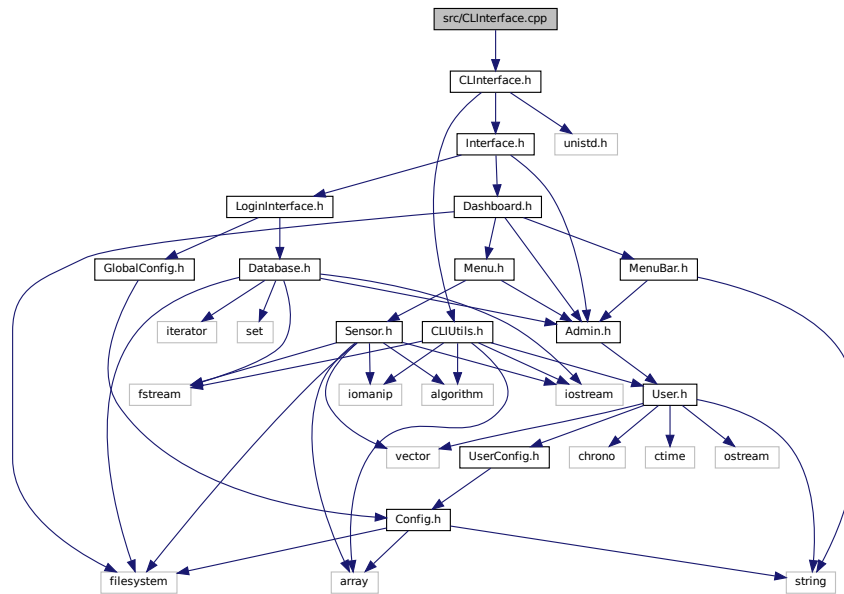 src/CLInterface.cpp
CLInterface.h
Interface.h
unistd.h
LoginInterface.h
Dashboard.h
GlobalConfig.h
Database.h
Menu.h
MenuBar.h
iterator
set
Sensor.h
CLIUtils.h
Admin.h
fstream
iomanip
algorithm
iostream
User.h
vector
UserConfig.h
chrono
ctime
ostream
Config.h
filesystem
array
string